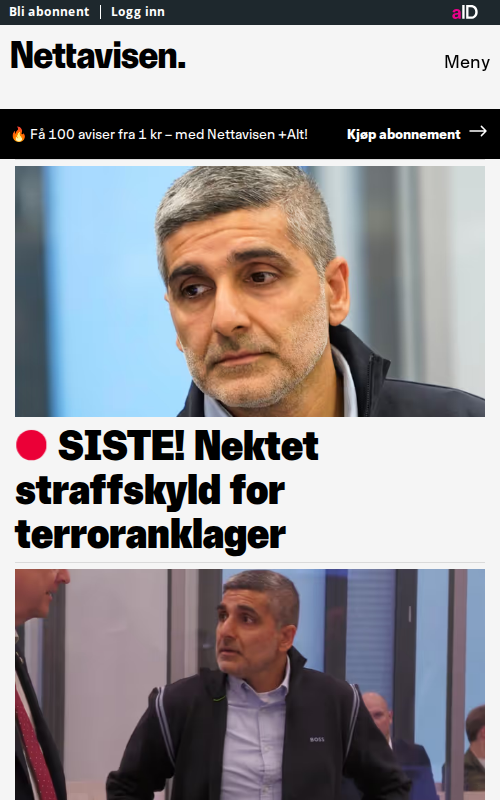 Bli abonnent | Logg inn
aID
Nettavisen.
Meny
🔥 Få 100 aviser fra 1 kr – med Nettavisen +Alt!
Kjøp abonnement →
SISTE! Nektet
straffskyld for
terroranklager
BOSS